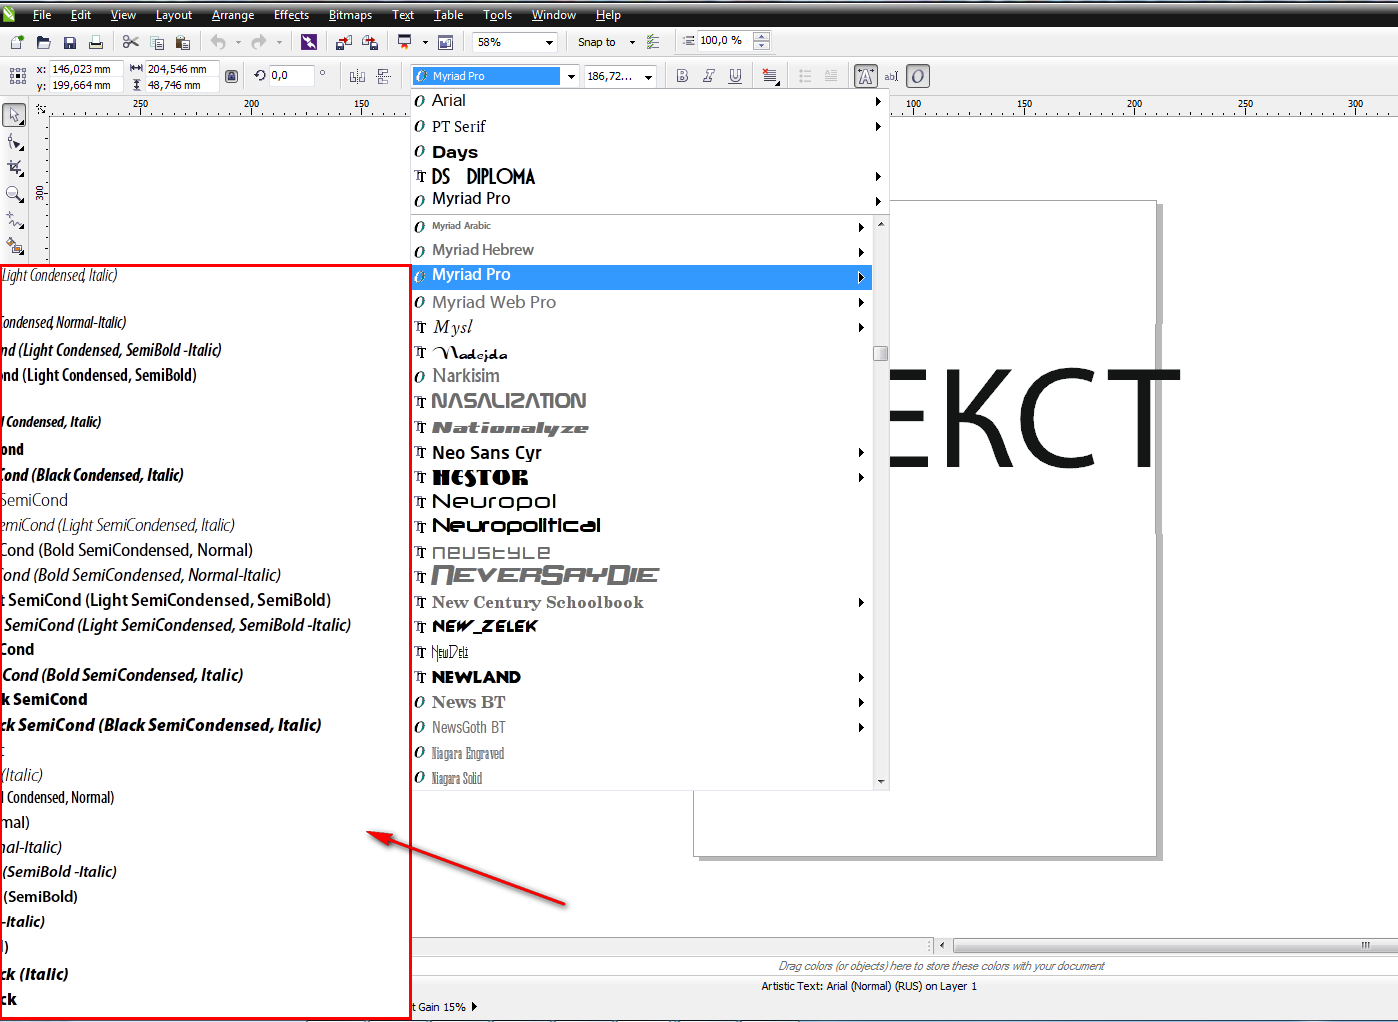 File Edit View Layout Arrange Effects Bitmaps Text Table Tools Window Help
58% Snap to 100,0 %
x: 146,023 mm 204,546 mm 0,0 ° Myriad Pro 186,72... B I U A ab O
y: 199,664 mm 48,746 mm
250 200 150 100 150 200 250 300
300
Arial
PT Serif
Days
DS DIPLOMA
Myriad Pro
Myriad Arabic
Myriad Hebrew
Myriad Pro
Myriad Web Pro
Mysl
Nadejda
Narkisim
NASALIZATION
Nationalyze
Neo Sans Cyr
NESTOR
Neuropol
Neuropolitical
neustyle
NeverSayDie
New Century Schoolbook
NEW_ZELEK
NewDeli
NEWLAND
News BT
NewsGoth BT
Niagara Engraved
Niagara Solid
(Light Condensed, Italic)
Condensed, Normal-Italic)
nd (Light Condensed, SemiBold -Italic)
ond (Light Condensed, SemiBold)
l Condensed, Italic)
ond
Cond (Black Condensed, Italic)
SemiCond
emiCond (Light SemiCondensed, Italic)
Cond (Bold SemiCondensed, Normal)
ond (Bold SemiCondensed, Normal-Italic)
t SemiCond (Light SemiCondensed, SemiBold)
SemiCond (Light SemiCondensed, SemiBold -Italic)
Cond
Cond (Bold SemiCondensed, Italic)
k SemiCond
ck SemiCond (Black SemiCondensed, Italic)
t
(Italic)
l Condensed, Normal)
mal)
nal-Italic)
(SemiBold -Italic)
(SemiBold)
-Italic)
l)
ck (Italic)
ck
ЕКСТ
Drag colors (or objects) here to store these colors with your document
Artistic Text: Arial (Normal) (RUS) on Layer 1
t Gain 15%